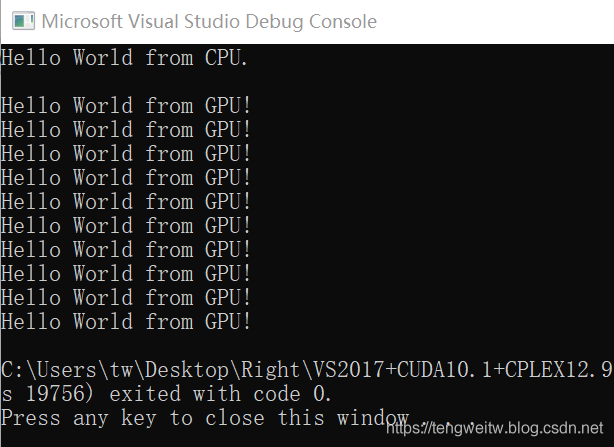 Microsoft Visual Studio Debug Console
Hello World from CPU.
Hello World from GPU!
Hello World from GPU!
Hello World from GPU!
Hello World from GPU!
Hello World from GPU!
Hello World from GPU!
Hello World from GPU!
Hello World from GPU!
Hello World from GPU!
Hello World from GPU!
C:\Users\tw\Desktop\Right\VS2017+CUDA10.1+CPLEX12.9
s 19756) exited with code 0.
Press any key to close this window . . .
https://tengweitw.blog.csdn.net